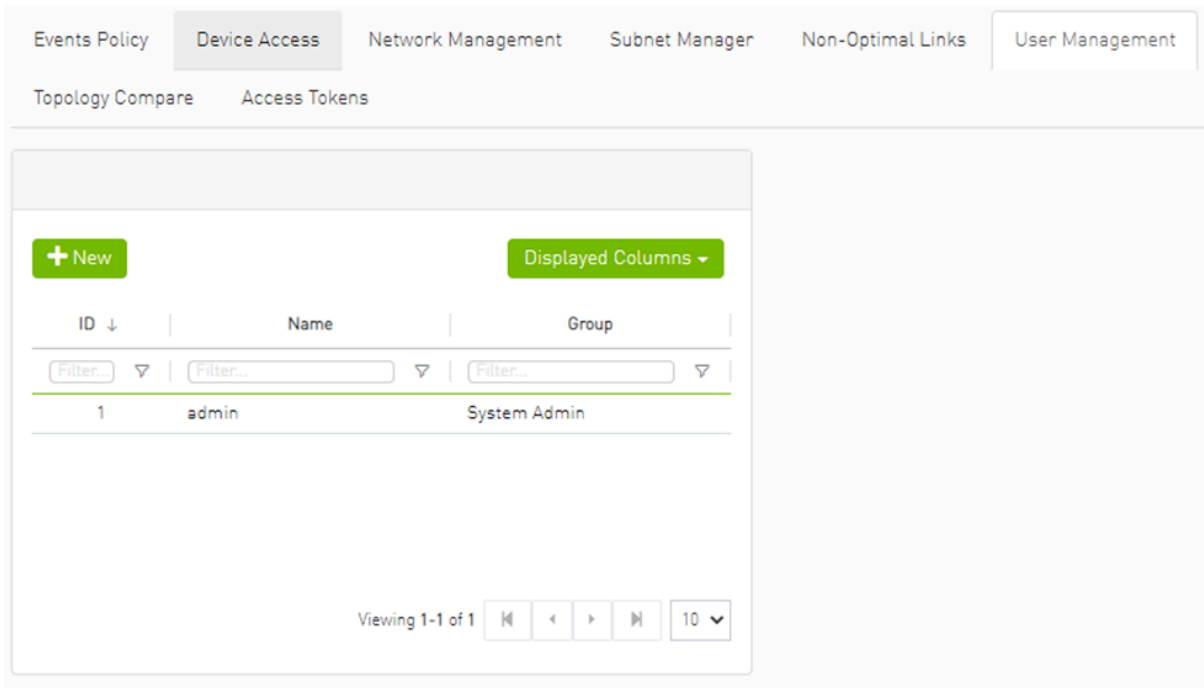 Events Policy Device Access Network Management Subnet Manager Non-Optimal Links User Management
Topology Compare Access Tokens
New Displayed Columns
ID Name Group
Filter... Filter... Filter...
1 admin System Admin
Viewing 1-1 of 1 10